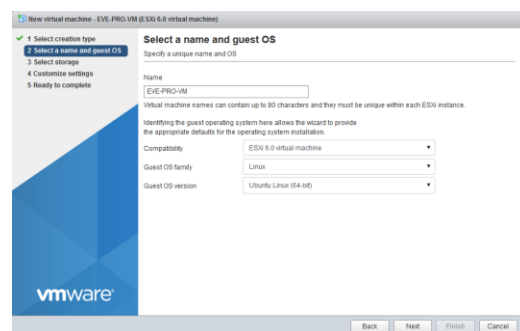 New virtual machine - EVE-PRO-VM (ESXi 6.0 virtual machine)
1 Select creation type
2 Select a name and guest OS
3 Select storage
4 Customize settings
5 Ready to complete
Select a name and guest OS
Specify a unique name and OS
Name
EVE-PRO-VM
Virtual machine names can contain up to 80 characters and they must be unique within each ESXi instance.
Identifying the guest operating system here allows the wizard to provide
the appropriate defaults for the operating system installation.
Compatibility
ESXi 6.0 virtual machine
Guest OS family
Linux
Guest OS version
Ubuntu Linux (64-bit)
vmware
Back
Next
Finish
Cancel